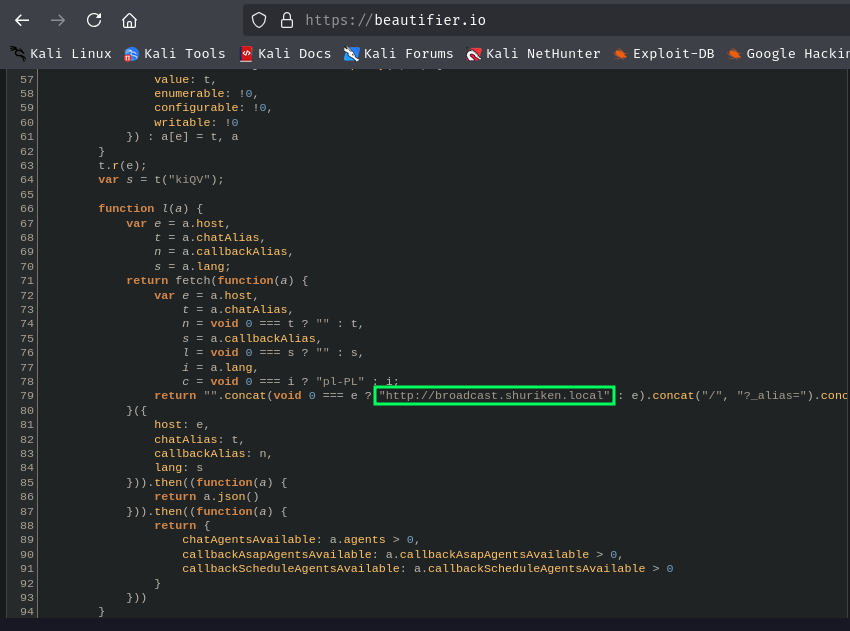 https://beautifier.io
Kali Linux Kali Tools Kali Docs Kali Forums Kali NetHunter Exploit-DB Google Hackin
57 value: t,
58 enumerable: !0,
59 configurable: !0,
60 writable: !0
61 }) : a[e] = t, a
62 }
63 t.r(e);
64 var s = t("kiQV");
65
66 function l(a) {
67 var e = a.host,
68 t = a.chatAlias,
69 n = a.callbackAlias,
70 s = a.lang;
71 return fetch(function(a) {
72 var e = a.host,
73 t = a.chatAlias,
74 n = void 0 === t ? "" : t,
75 s = a.callbackAlias,
76 l = void 0 === s ? "" : s,
77 i = a.lang,
78 c = void 0 === i ? "pl-PL" : i;
79 return "".concat(void 0 === e ? "http://broadcast.shuriken.local" : e).concat("/", "?_alias=").conc
80 }({
81 host: e,
82 chatAlias: t,
83 callbackAlias: n,
84 lang: s
85 })).then((function(a) {
86 return a.json()
87 })).then((function(a) {
88 return {
89 chatAgentsAvailable: a.agents > 0,
90 callbackAsapAgentsAvailable: a.callbackAsapAgentsAvailable > 0,
91 callbackScheduleAgentsAvailable: a.callbackScheduleAgentsAvailable > 0
92 }
93 }))
94 }